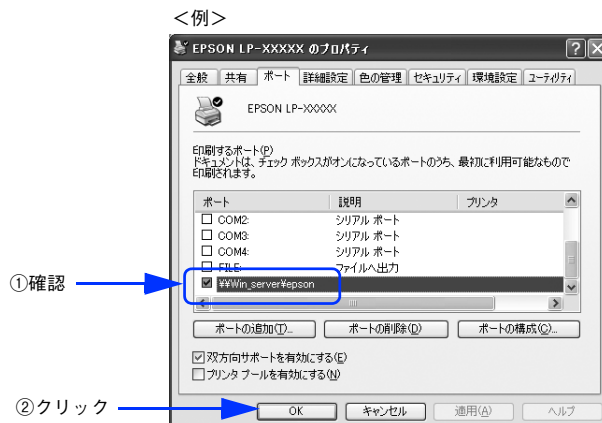 ＜例＞
EPSON LP-XXXXX のプロパティ
全般 共有 ポート 詳細設定 色の管理 セキュリティ 環境設定 ユーティリティ
EPSON LP-XXXXX
印刷するポート(P)
ドキュメントは、チェック ボックスがオンになっているポートのうち、最初に利用可能なもので
印刷されます。
ポート 説明 プリンタ
COM2: シリアル ポート
COM3: シリアル ポート
COM4: シリアル ポート
FILE: ファイルへ出力
①確認
¥¥Win_server¥epson
ポートの追加(T)... ポートの削除(D) ポートの構成(C)...
双方向サポートを有効にする(E)
プリンタ プールを有効にする(N)
②クリック
OK キャンセル 適用(A) ヘルプ